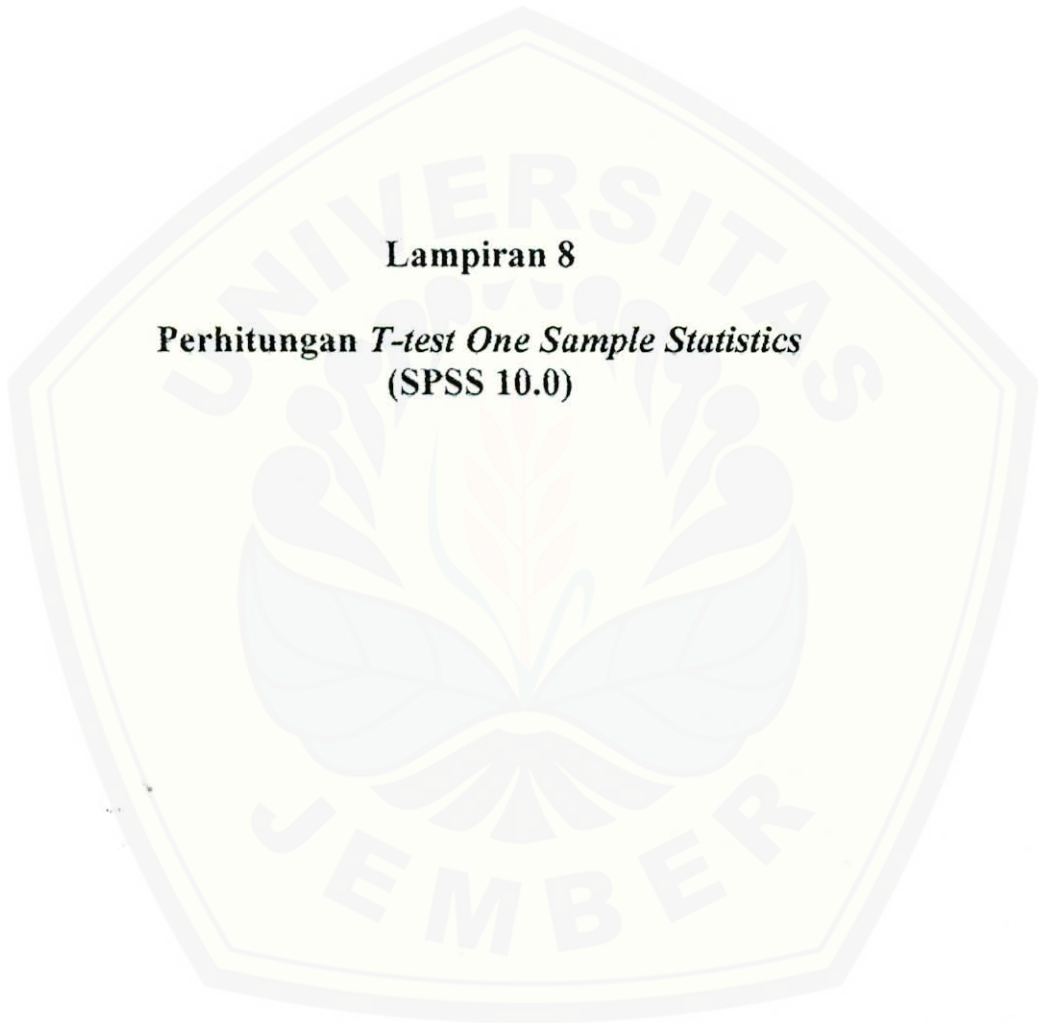 UNIVERSITAS
Lampiran 8
Perhitungan T-test One Sample Statistics
(SPSS 10.0)
JEMBER